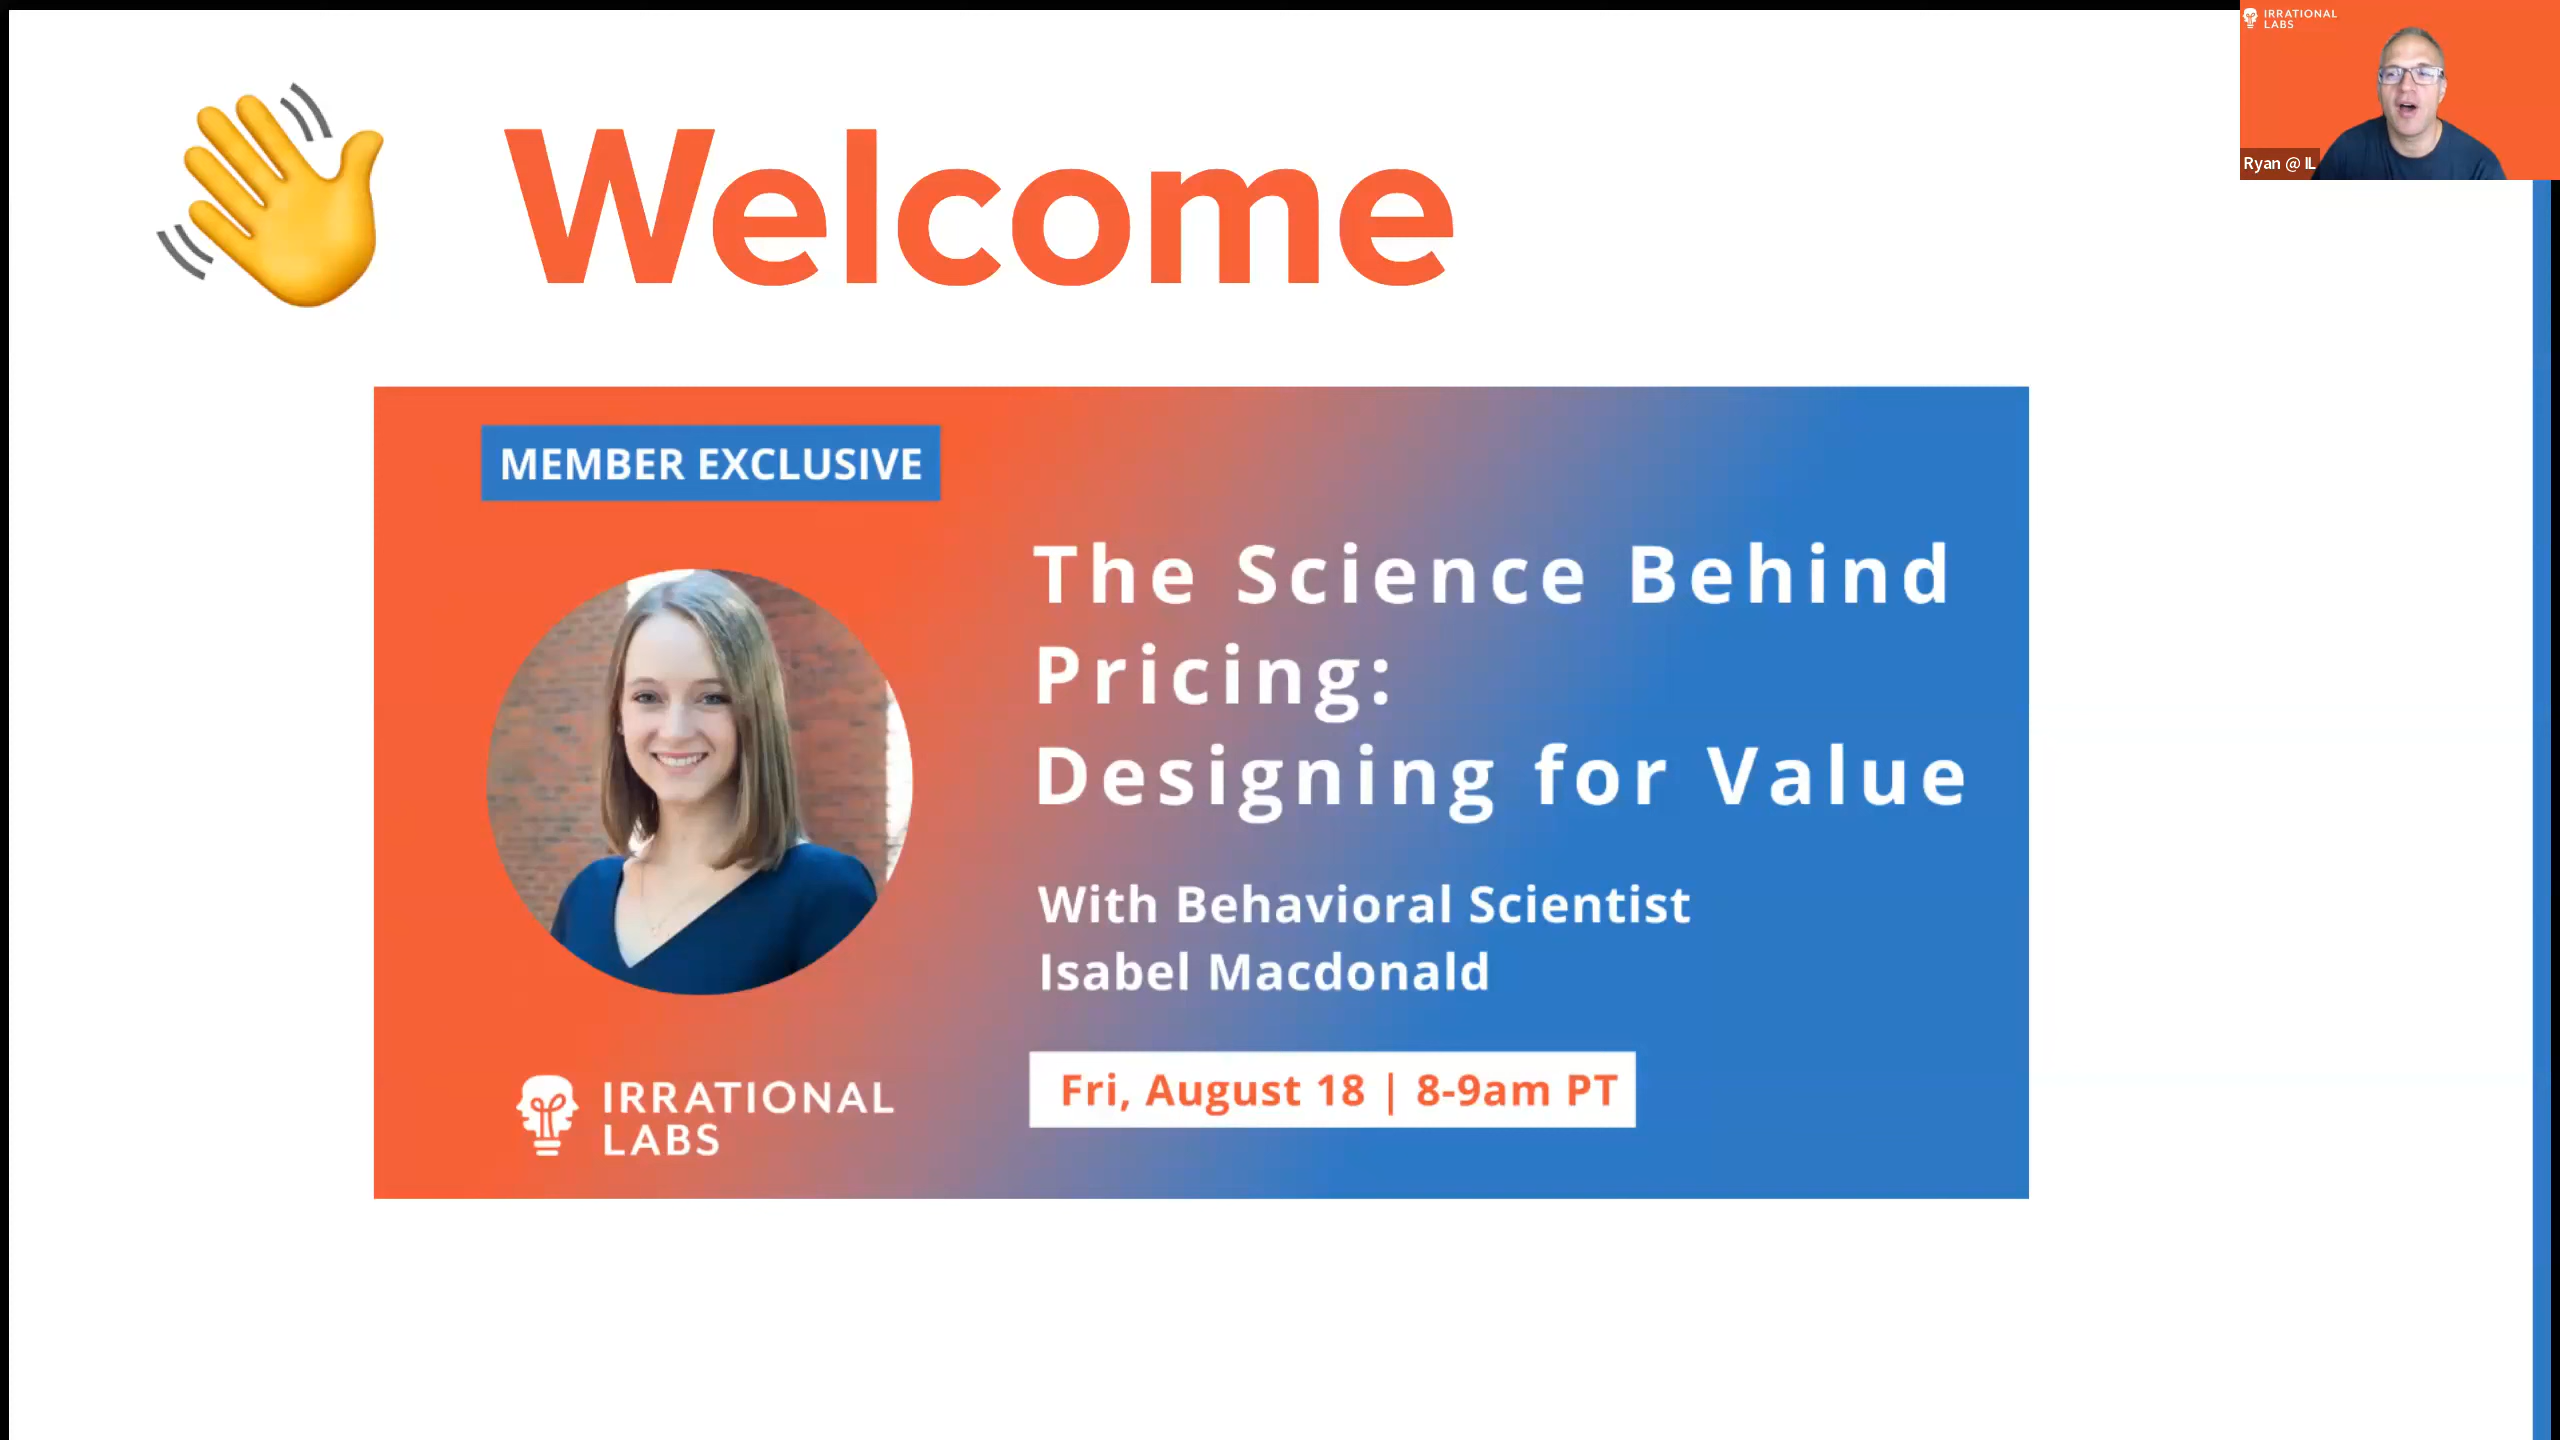 IRRATIONAL
LABS
Ryan @ IL
Welcome
MEMBER EXCLUSIVE
The Science Behind
Pricing:
Designing for Value
With Behavioral Scientist
Isabel Macdonald
Fri, August 18 | 8-9am PT
IRRATIONAL
LABS